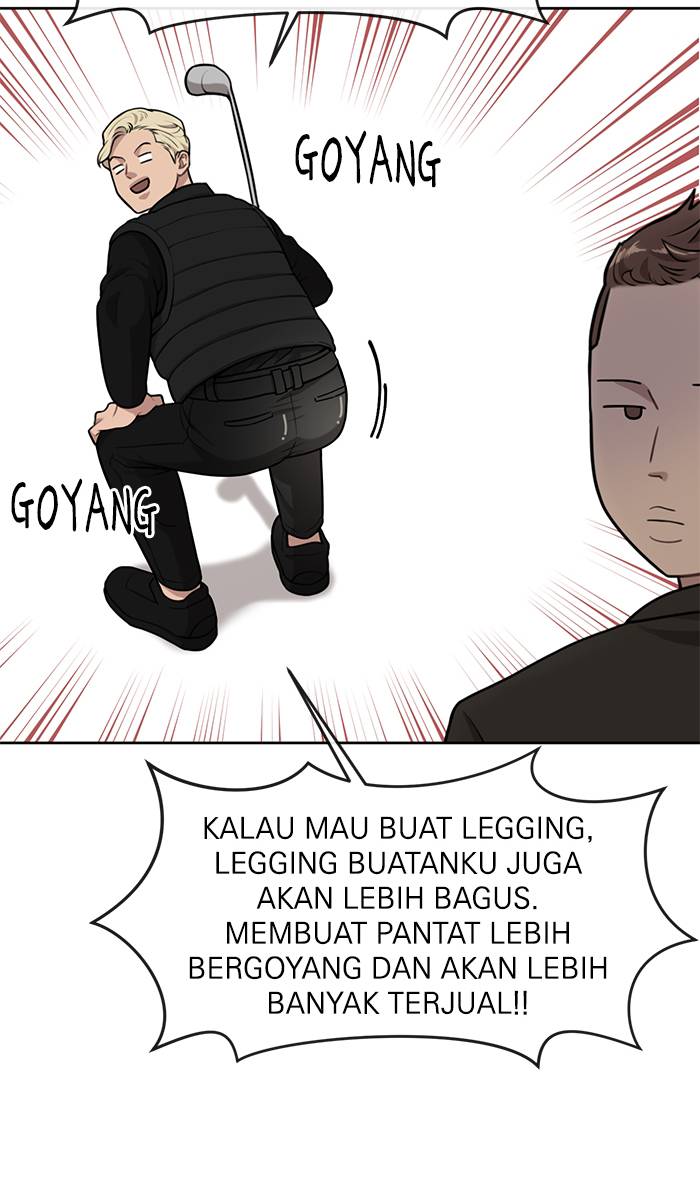 GOYANG
GOYANG
KALAU MAU BUAT LEGGING,
LEGGING BUATANKU JUGA
AKAN LEBIH BAGUS.
MEMBUAT PANTAT LEBIH
BERGOYANG DAN AKAN LEBIH
BANYAK TERJUAL!!